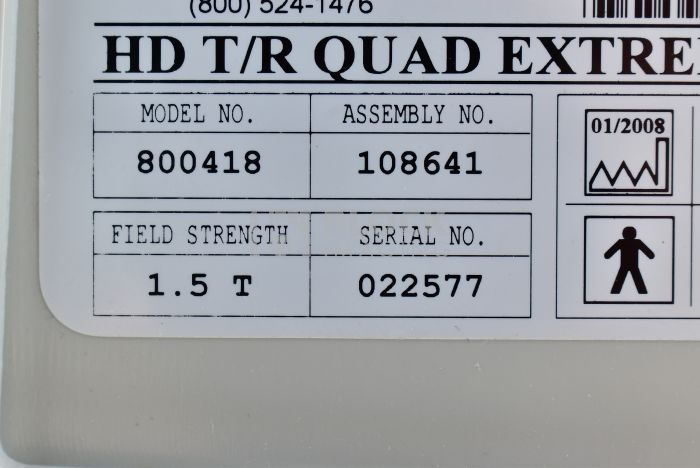 (800) 524-1476
HD T/R QUAD EXTRE
MODEL NO. ASSEMBLY NO.
800418 108641
01/2008
FIELD STRENGTH SERIAL NO.
1.5 T 022577